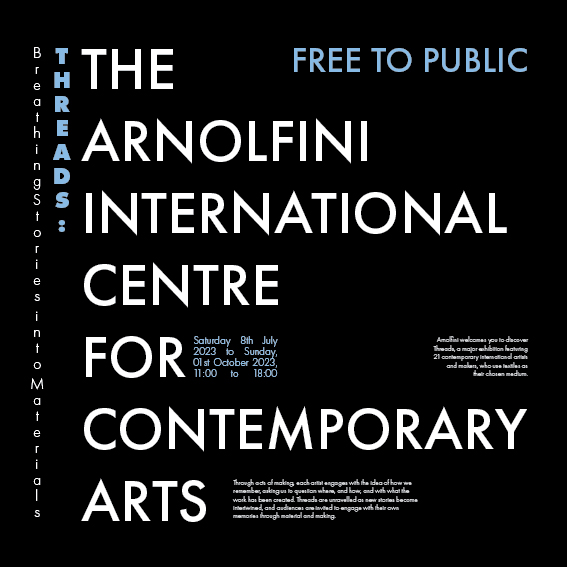 Breathing Stories into Materials
THREADS:
THE
ARNOLFINI
INTERNATIONAL
CENTRE
FOR
CONTEMPORARY
ARTS
FREE TO PUBLIC
Saturday 8th July
2023 to Sunday,
01st October 2023,
11:00 to 18:00
Arnolfini welcomes you to discover
Threads, a major exhibition featuring
21 contemporary international artists
and makers, who use textiles as
their chosen medium.
Through acts of making, each artist engages with the idea of how we
remember, asking us to question where, and how, and with what the
work has been created. Threads are unravelled as new stories become
intertwined, and audiences are invited to engage with their own
memories through material and making.